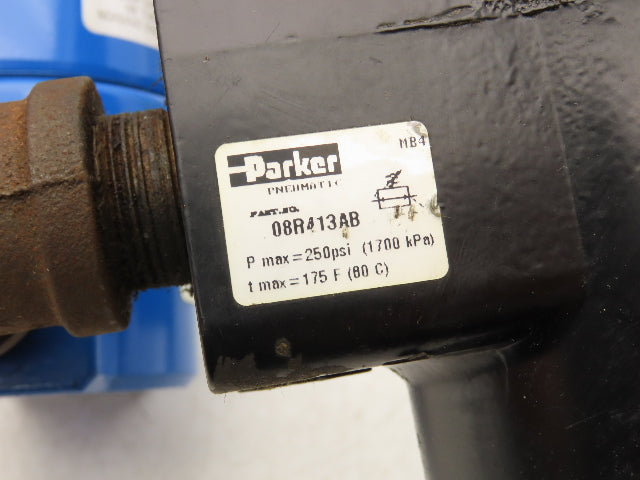 Parker
MB4
PNEUMATIC
PART.NO.
08R413AB
P max=250psi (1700 kPa)
t max=175 F (80 C)